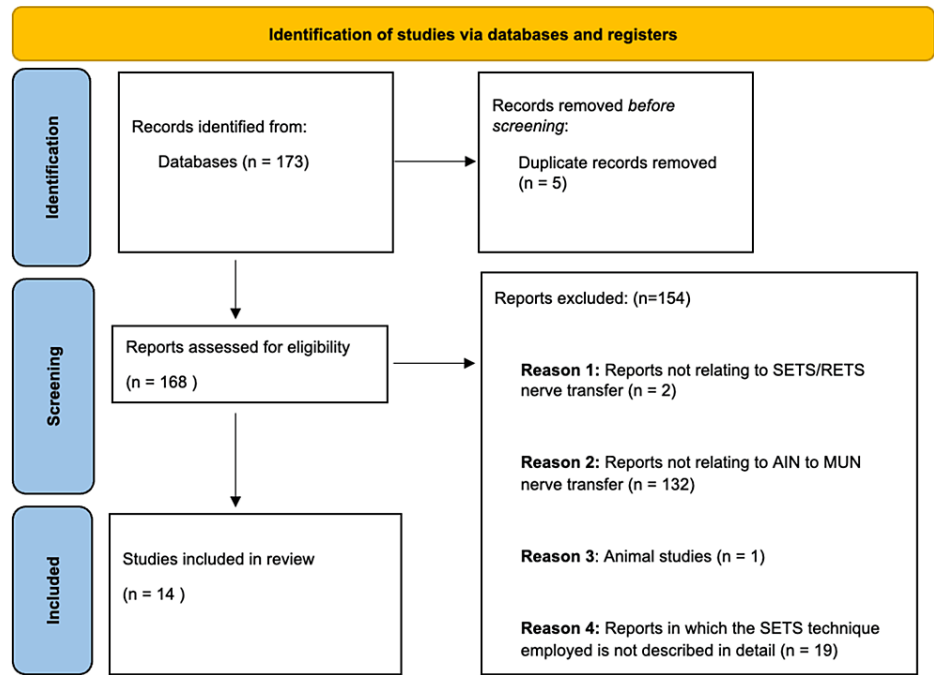 Identification of studies via databases and registers
Identification
Records identified from:
Databases (n = 173)
Records removed before
screening:
Duplicate records removed
(n = 5)
Screening
Reports assessed for eligibility
(n = 168 )
Reports excluded: (n=154)
Reason 1: Reports not relating to SETS/RETS
nerve transfer (n = 2)
Reason 2: Reports not relating to AIN to MUN
nerve transfer (n = 132)
Reason 3: Animal studies (n = 1)
Reason 4: Reports in which the SETS technique
employed is not described in detail (n = 19)
Included
Studies included in review
(n = 14 )